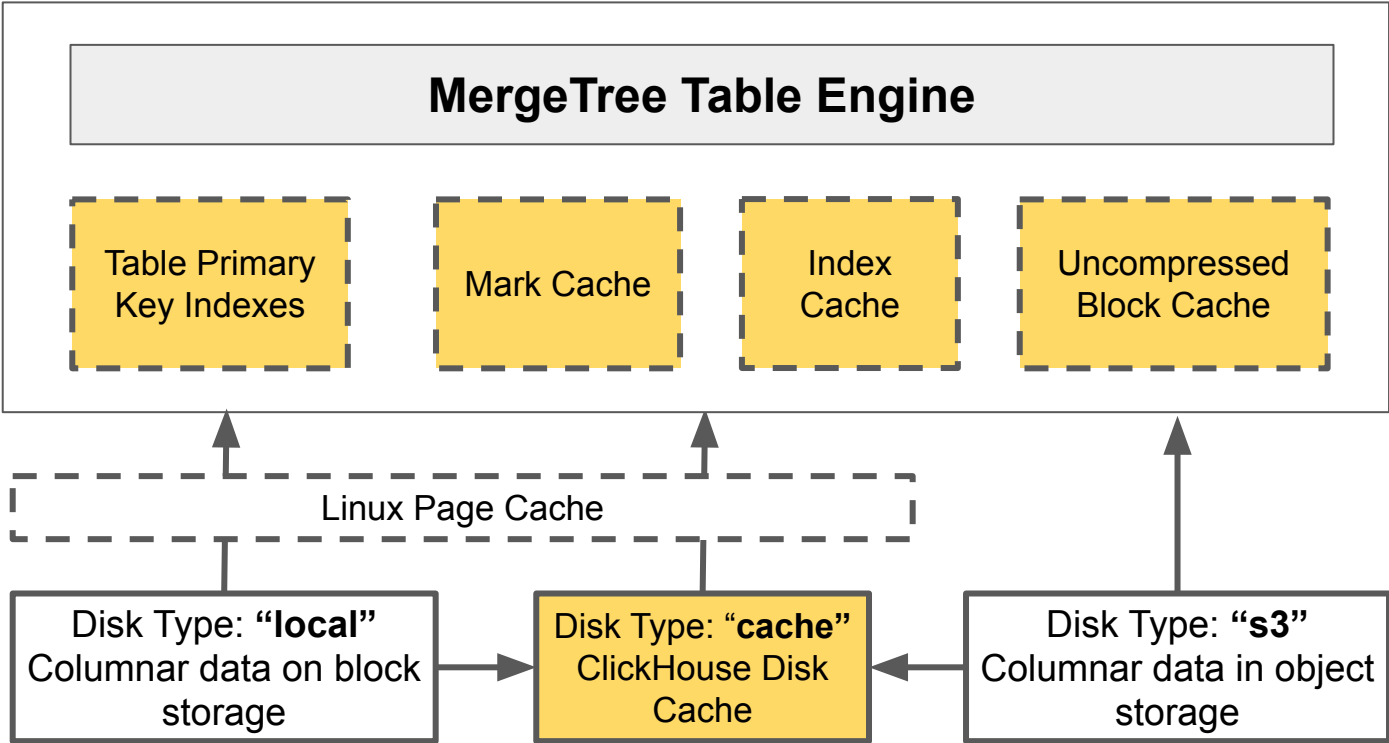 MergeTree Table Engine
Table Primary
Key Indexes
Mark Cache
Index
Cache
Uncompressed
Block Cache
Linux Page Cache
Disk Type: “local”
Columnar data on block
storage
Disk Type: “cache”
ClickHouse Disk
Cache
Disk Type: “s3”
Columnar data in object
storage